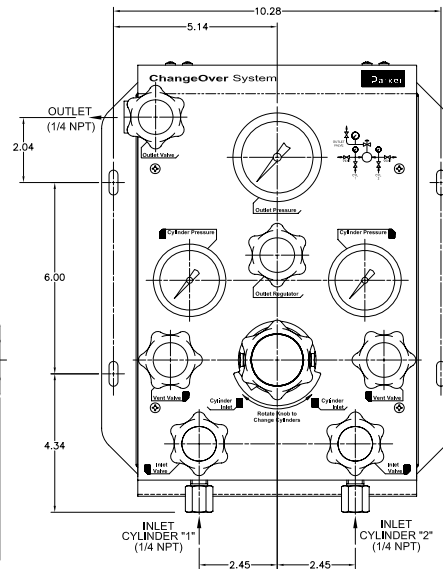 10.28
5.14
ChangeOver System
Parker
OUTLET
(1/4 NPT)
2.04
Outlet Valve
Outlet Pressure
Cylinder Pressure
Cylinder Pressure
6.00
Outlet Regulator
Vent Valve
Vent Valve
Cylinder
Inlet
Cylinder
Inlet
Rotate Knob to
Change Cylinders
4.34
Inlet
Valve
Inlet
Valve
INLET
CYLINDER "1"
(1/4 NPT)
INLET
CYLINDER "2"
(1/4 NPT)
2.45
2.45